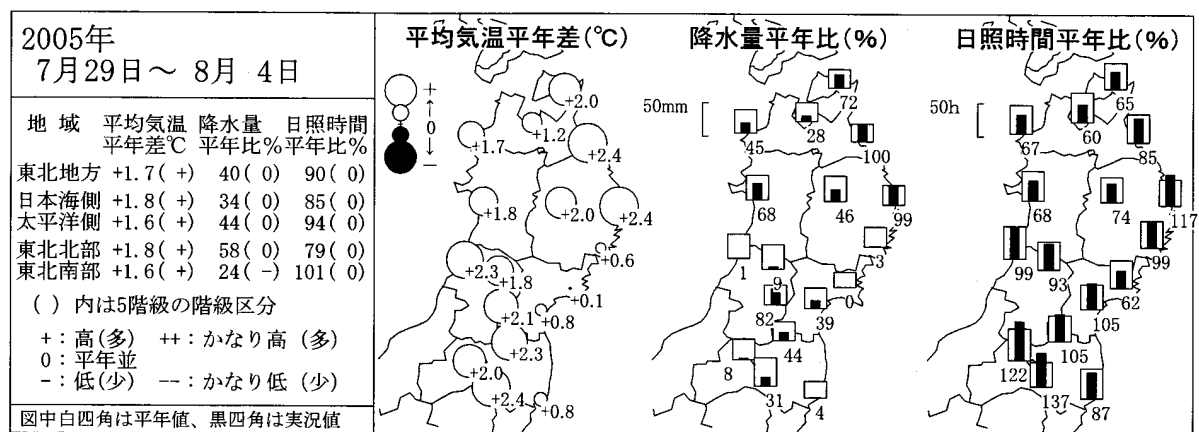 2005年
7月29日～ 8月 4日
地 域 平均気温 降水量 日照時間
平年差℃ 平年比% 平年比%
東北地方 +1.7( +) 40( 0) 90( 0)
日本海側 +1.8( +) 34( 0) 85( 0)
太平洋側 +1.6( +) 44( 0) 94( 0)
東北北部 +1.8( +) 58( 0) 79( 0)
東北南部 +1.6( +) 24( -) 101( 0)
( ) 内は5階級の階級区分
+：高(多) ++：かなり高 (多)
0：平年並
-：低(少) --：かなり低 (少)
図中白四角は平年値、黒四角は実況値
平均気温平年差(℃)
+
↑
0
↓
-
+2.0
+1.2
+1.7
+2.4
+1.8
+2.0
+2.4
+0.6
+2.3
+1.8
+0.1
+2.1
+0.8
+2.3
+2.0
+2.4
+0.8
降水量平年比(%)
50mm
72
28
45
100
68
46
99
3
1
9
0
82
39
44
8
31
4
日照時間平年比(%)
50h
65
60
67
85
68
74
117
99
99
93
62
105
105
122
137
87